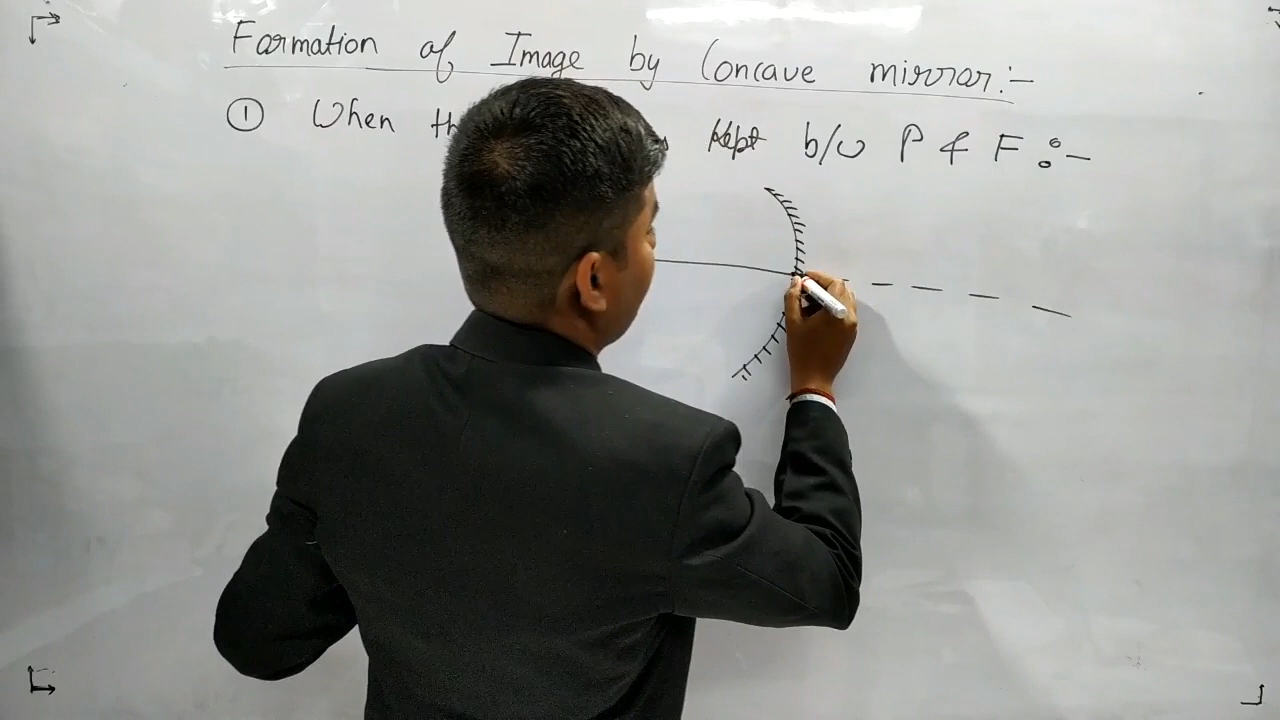 Formation of Image by Concave mirror:-
① When th Kept b/w P & F :-